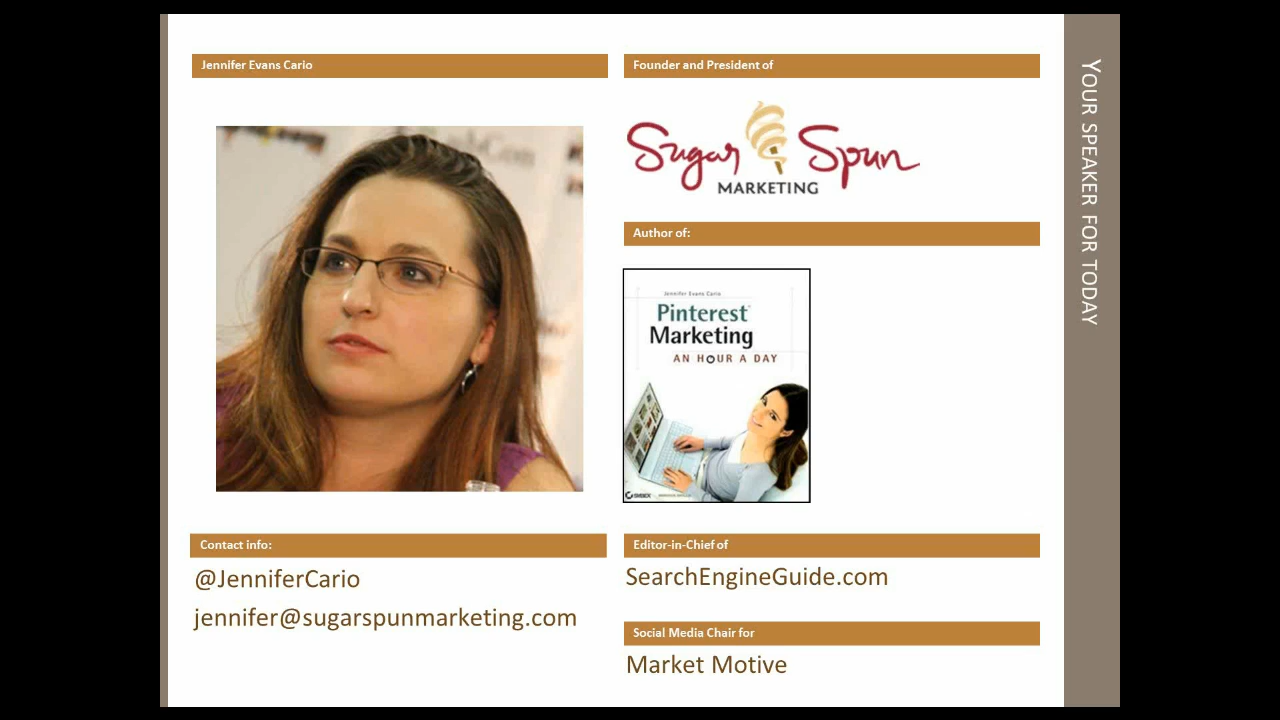 Jennifer Evans Cario
Founder and President of
Sugar Spun
MARKETING
Author of:
Jennifer Evans Cario
Pinterest
Marketing
AN HOUR A DAY
SYBEX
Contact info:
@JenniferCario
jennifer@sugarspunmarketing.com
Editor-in-Chief of
SearchEngineGuide.com
Social Media Chair for
Market Motive
YOUR SPEAKER FOR TODAY